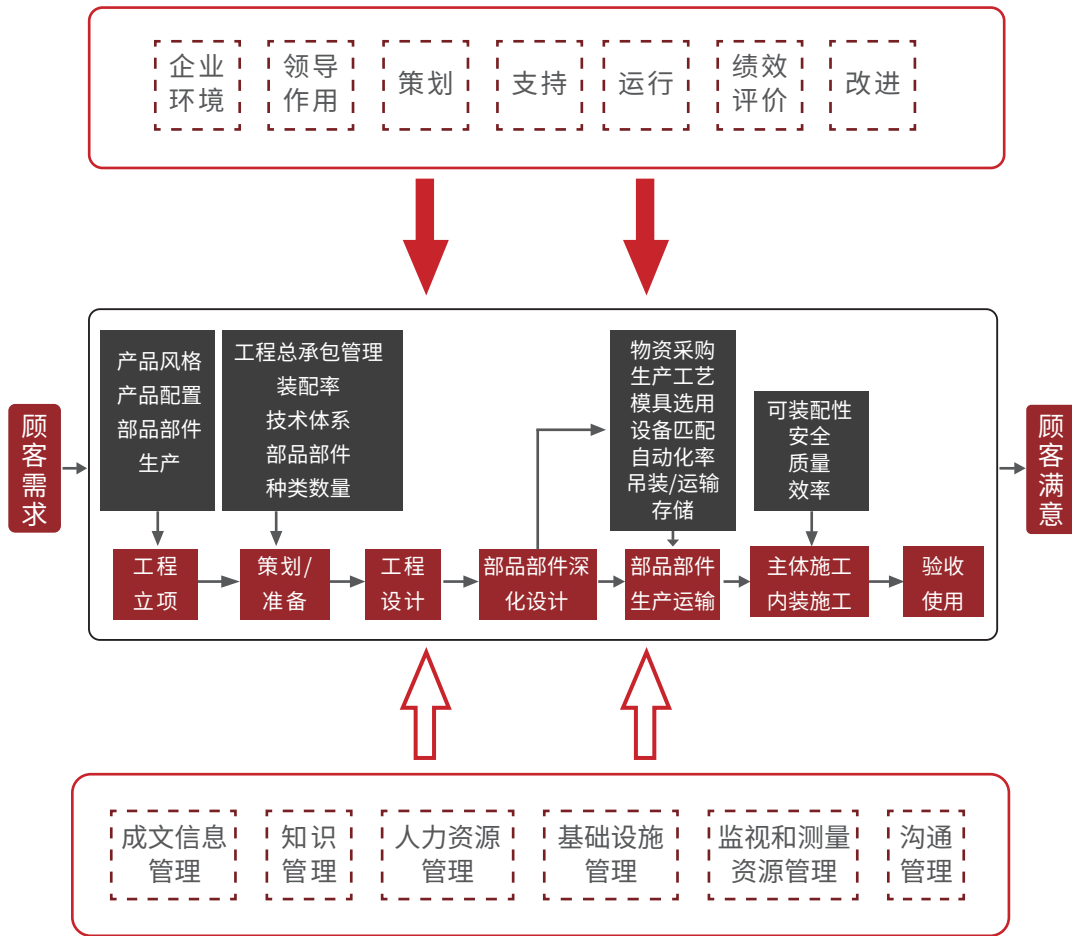 企业
环境
领导
作用
策划
支持
运行
绩效
评价
改进
顾客需求
产品风格
产品配置
部品部件
生产
工程总承包管理
装配率
技术体系
部品部件
种类数量
物资采购
生产工艺
模具选用
设备匹配
自动化率
吊装/运输
存储
可装配性
安全
质量
效率
工程
立项
策划/
准备
工程
设计
部品部件深
化设计
部品部件
生产运输
主体施工
内装施工
验收
使用
顾客满意
成文信息
管理
知识
管理
人力资源
管理
基础设施
管理
监视和测量
资源管理
沟通
管理